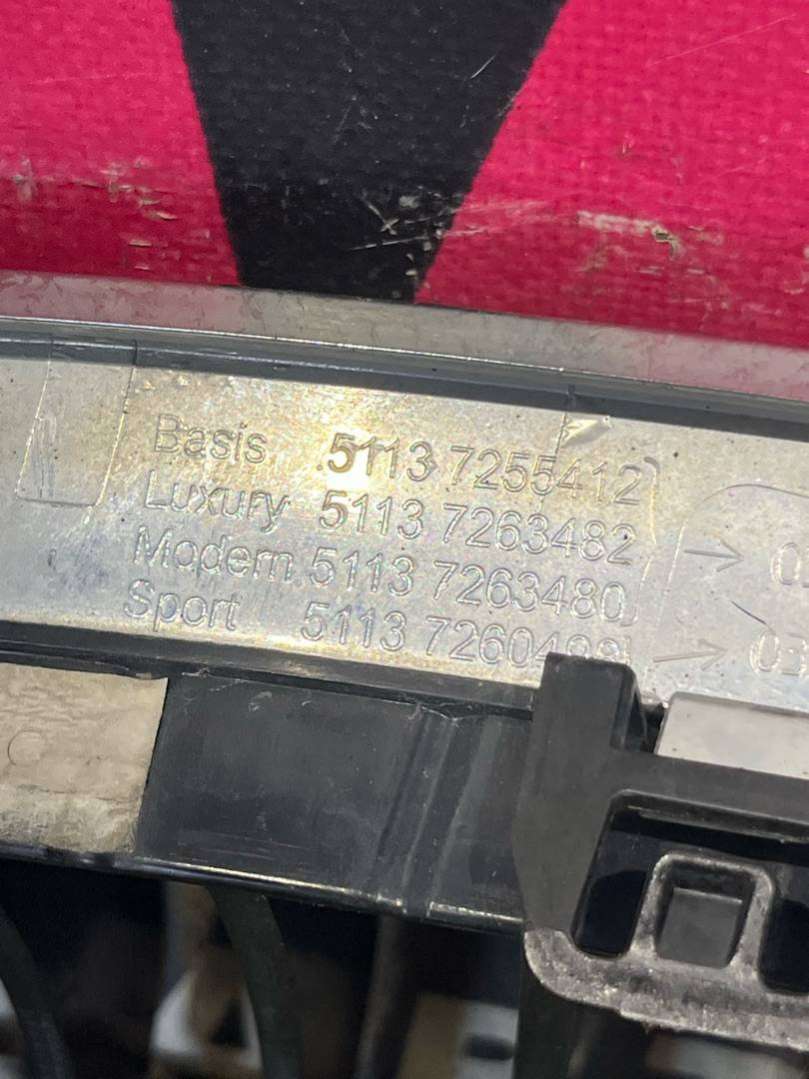 Basis 5113 7255412
Luxury 5113 7263482
Modern 5113 7263480
Sport 5113